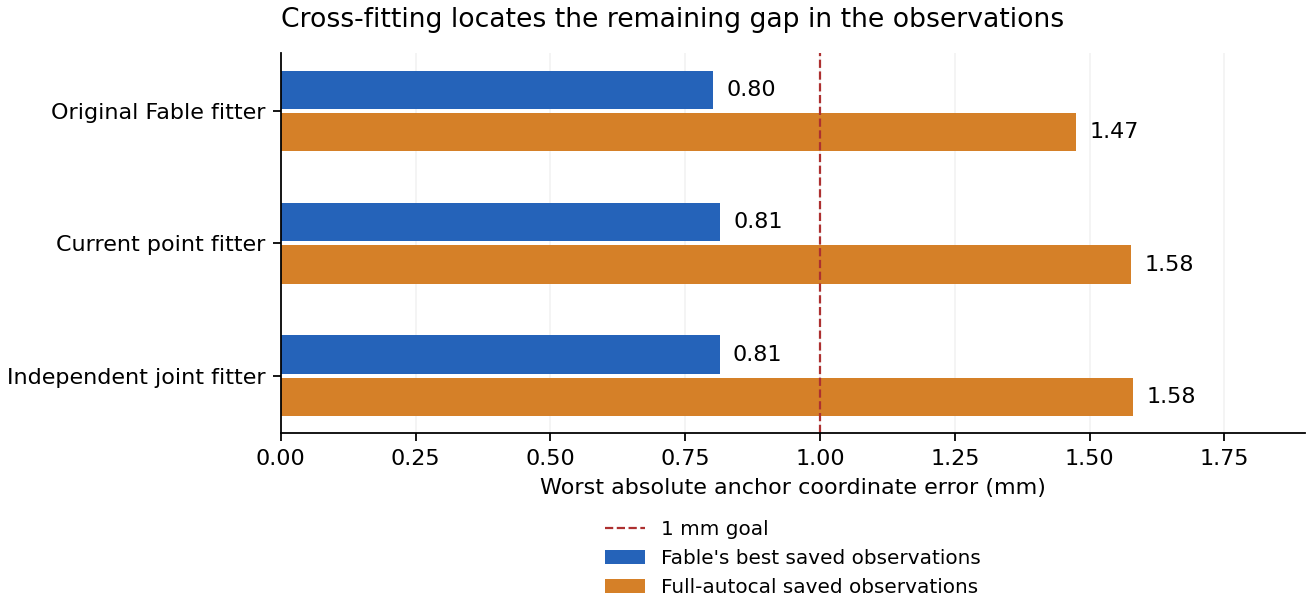 Cross-fitting locates the remaining gap in the observations
Original Fable fitter
0.80
1.47
Current point fitter
0.81
1.58
Independent joint fitter
0.81
1.58
0.00 0.25 0.50 0.75 1.00 1.25 1.50 1.75
Worst absolute anchor coordinate error (mm)
1 mm goal
Fable's best saved observations
Full-autocal saved observations